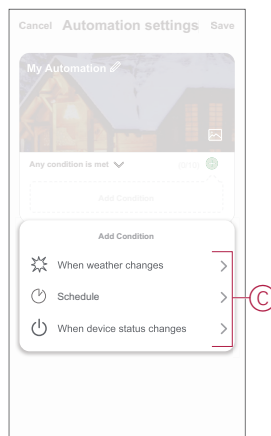 Cancel Automation settings Save
My Automation
Any condition is met
Add Condition
Add Condition
When weather changes
Schedule
When device status changes
C